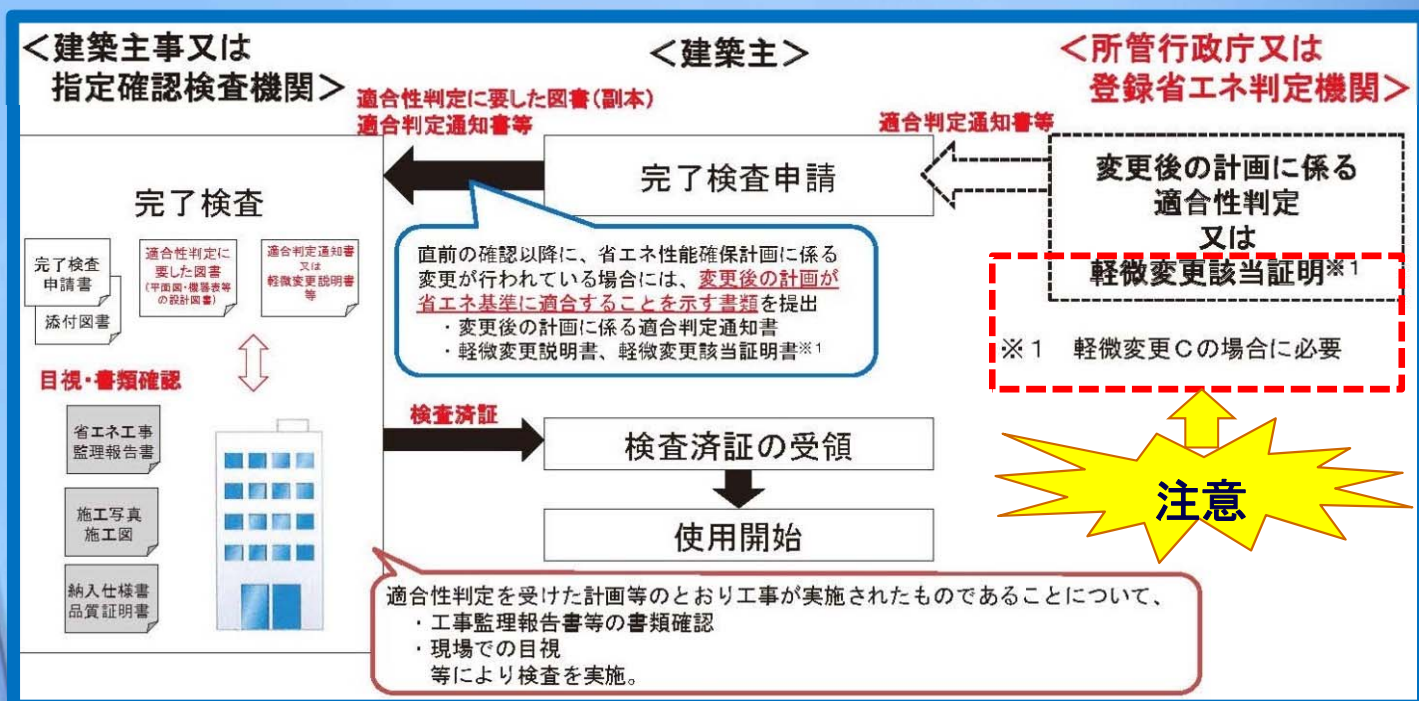 <建築主事又は
指定確認検査機関>
<建築主>
<所管行政庁又は
登録省エネ判定機関>
適合性判定に要した図書(副本)
適合判定通知書等
適合判定通知書等
完了検査
完了検査申請
変更後の計画に係る
適合性判定
又は
軽微変更該当証明※1
※1 軽微変更Cの場合に必要
注意
完了検査
申請書
添付図書
適合性判定に
要した図書
(平面図・機器表等
の設計図書)
適合判定通知書
又は
軽微変更説明書
等
直前の確認以降に、省エネ性能確保計画に係る
変更が行われている場合には、変更後の計画が
省エネ基準に適合することを示す書類を提出
・変更後の計画に係る適合判定通知書
・軽微変更説明書、軽微変更該当証明書※1
目視・書類確認
省エネ工事
監理報告書
施工写真
施工図
納入仕様書
品質証明書
検査済証
検査済証の受領
使用開始
適合性判定を受けた計画等のとおり工事が実施されたものであることについて、
・工事監理報告書等の書類確認
・現場での目視
等により検査を実施。